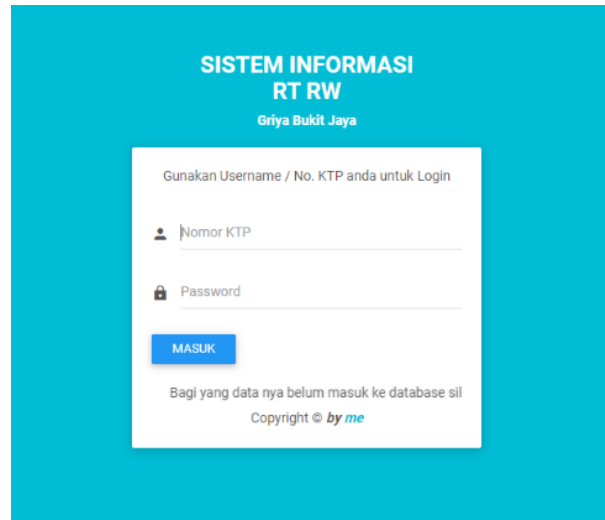 SISTEM INFORMASI
RT RW
Griya Bukit Jaya
Gunakan Username / No. KTP anda untuk Login
Nomor KTP
Password
MASUK
Bagi yang data nya belum masuk ke database sil
Copyright © by me